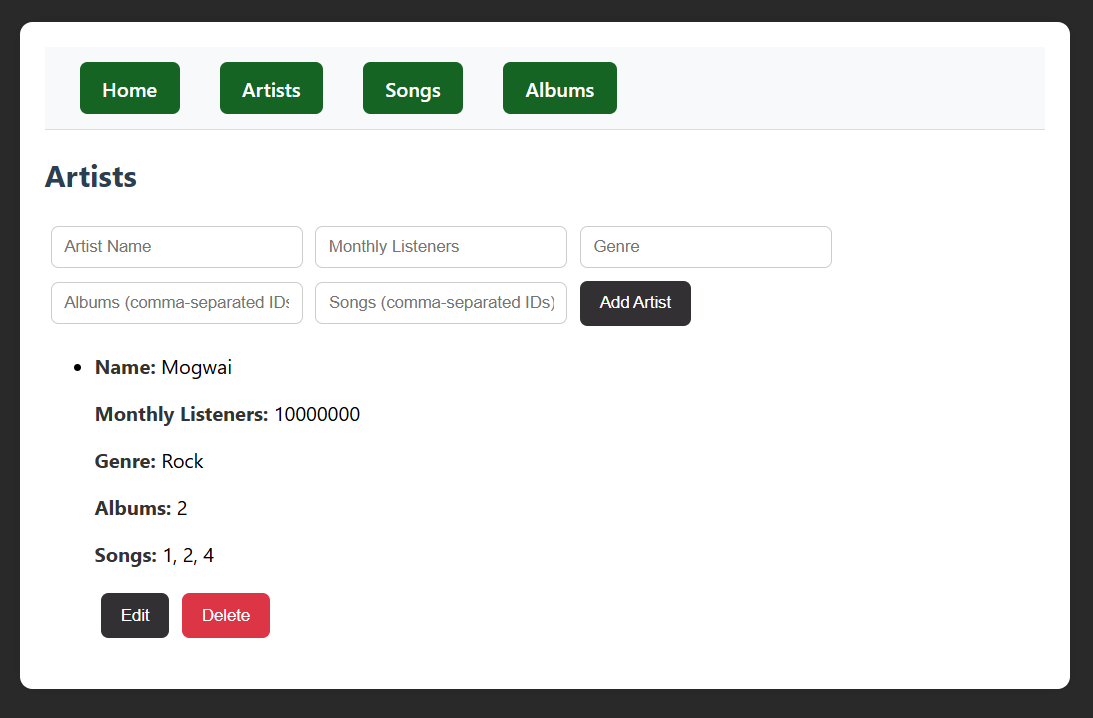 Home Artists Songs Albums
Artists
Artist Name Monthly Listeners Genre
Albums (comma-separated IDs Songs (comma-separated IDs) Add Artist
Name: Mogwai
Monthly Listeners: 10000000
Genre: Rock
Albums: 2
Songs: 1, 2, 4
Edit Delete